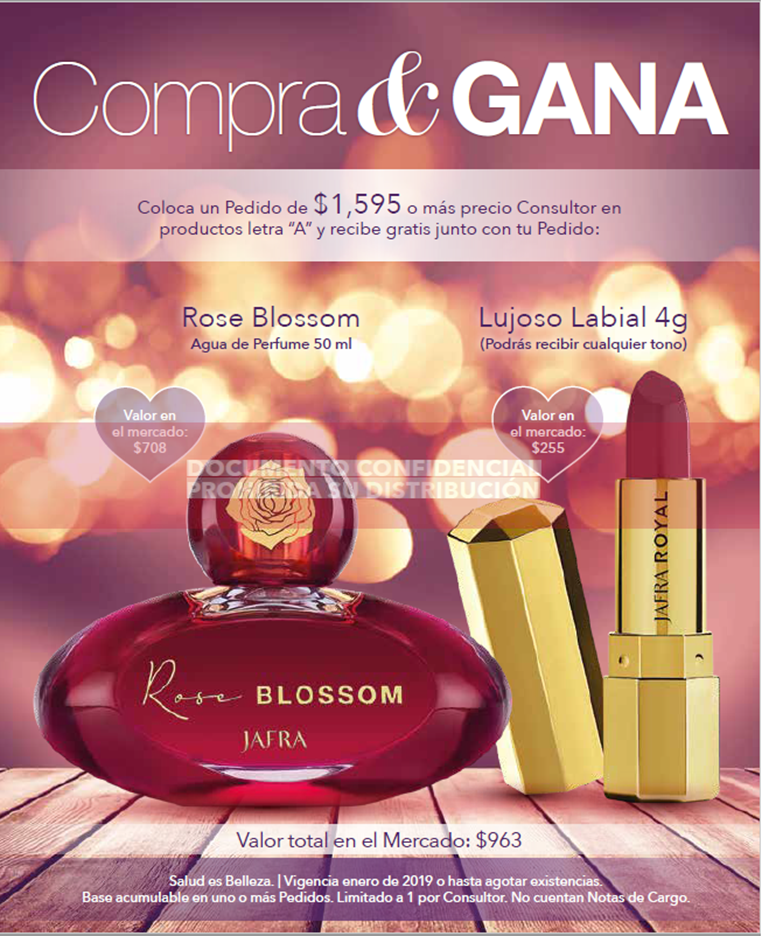 Compra & GANA
Coloca un Pedido de $1,595 o más precio Consultor en
productos letra “A” y recibe gratis junto con tu Pedido:
Rose Blossom
Agua de Perfume 50 ml
Lujoso Labial 4g
(Podrás recibir cualquier tono)
Valor en
el mercado:
$708
Valor en
el mercado:
$255
DOCUMENTO CONFIDENCIAL
PROHIBIDA SU DISTRIBUCIÓN
JAFRA ROYAL
Rose BLOSSOM
JAFRA
Valor total en el Mercado: $963
Salud es Belleza. | Vigencia enero de 2019 o hasta agotar existencias.
Base acumulable en uno o más Pedidos. Limitado a 1 por Consultor. No cuentan Notas de Cargo.